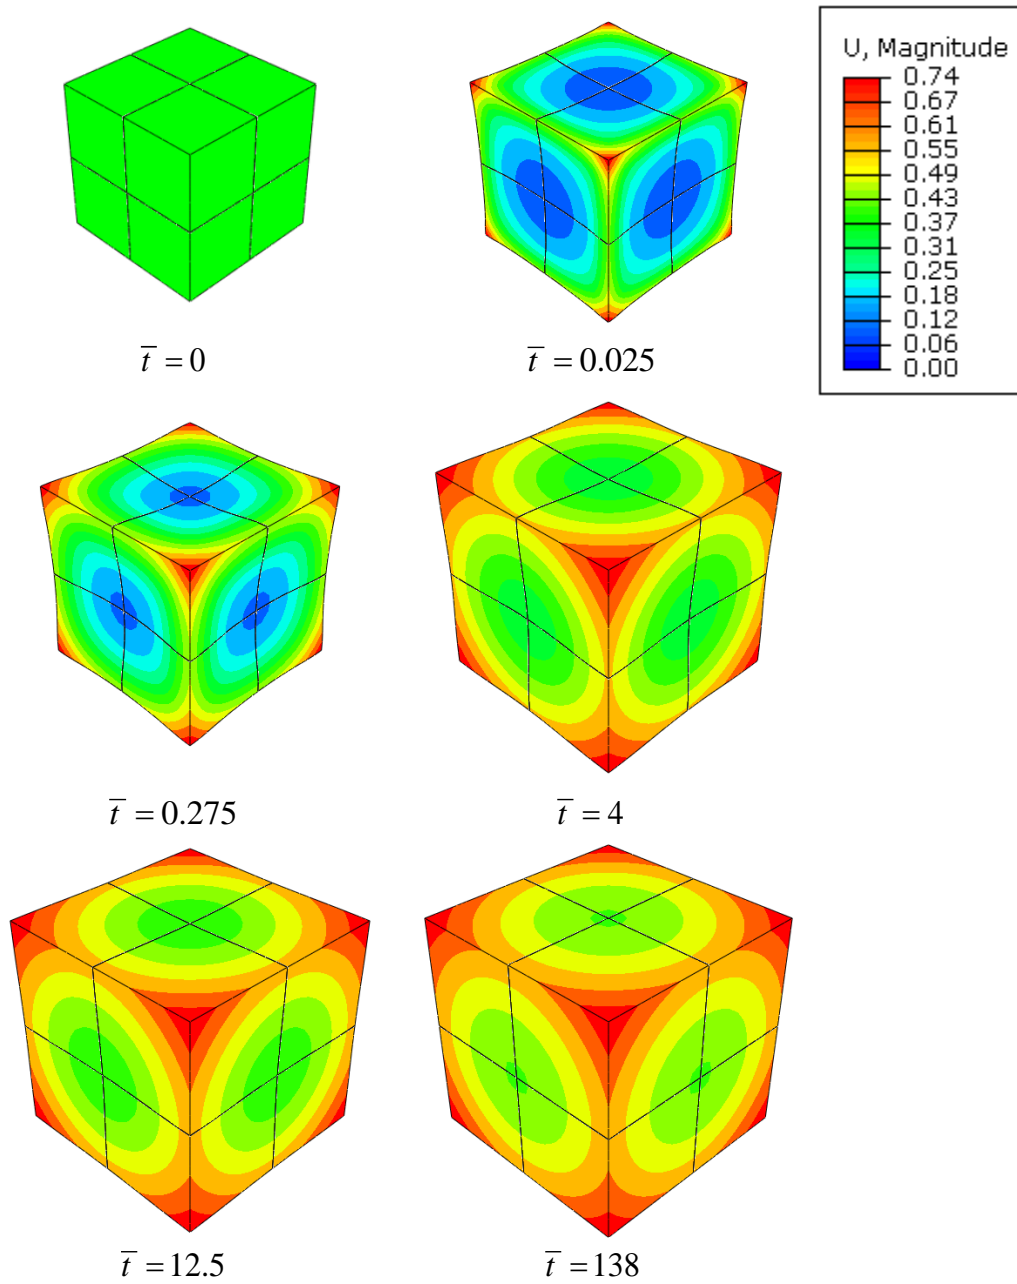 U, Magnitude
0.74
0.67
0.61
0.55
0.49
0.43
0.37
0.31
0.25
0.18
0.12
0.06
0.00
t̅ = 0
t̅ = 0.025
t̅ = 0.275
t̅ = 4
t̅ = 12.5
t̅ = 138